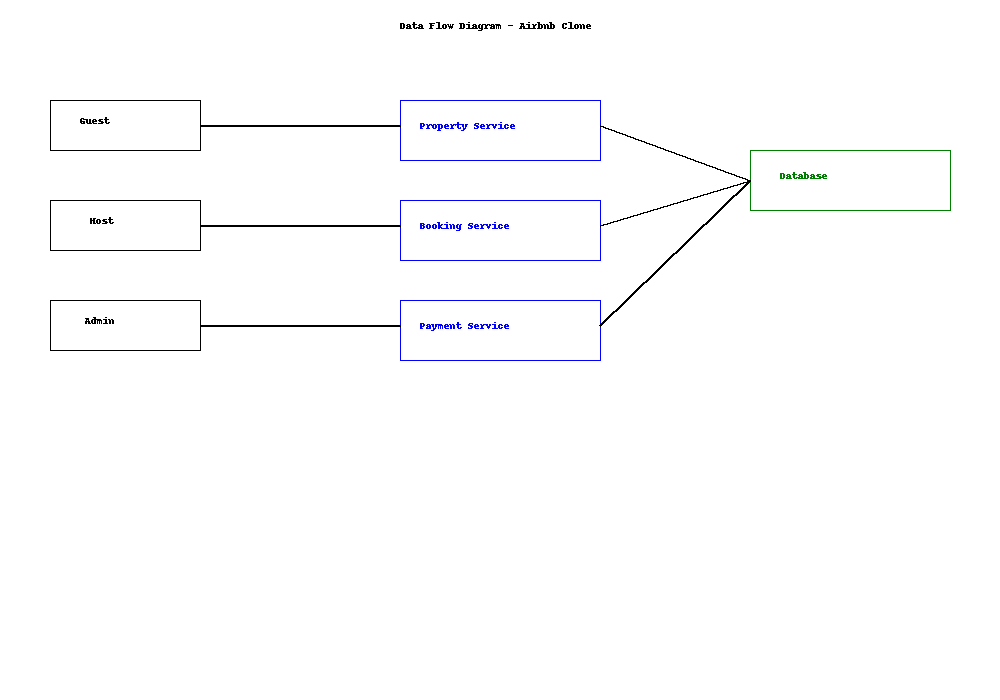 Data Flow Diagram - Airbnb Clone
Guest
Property Service
Database
Host
Booking Service
Admin
Payment Service